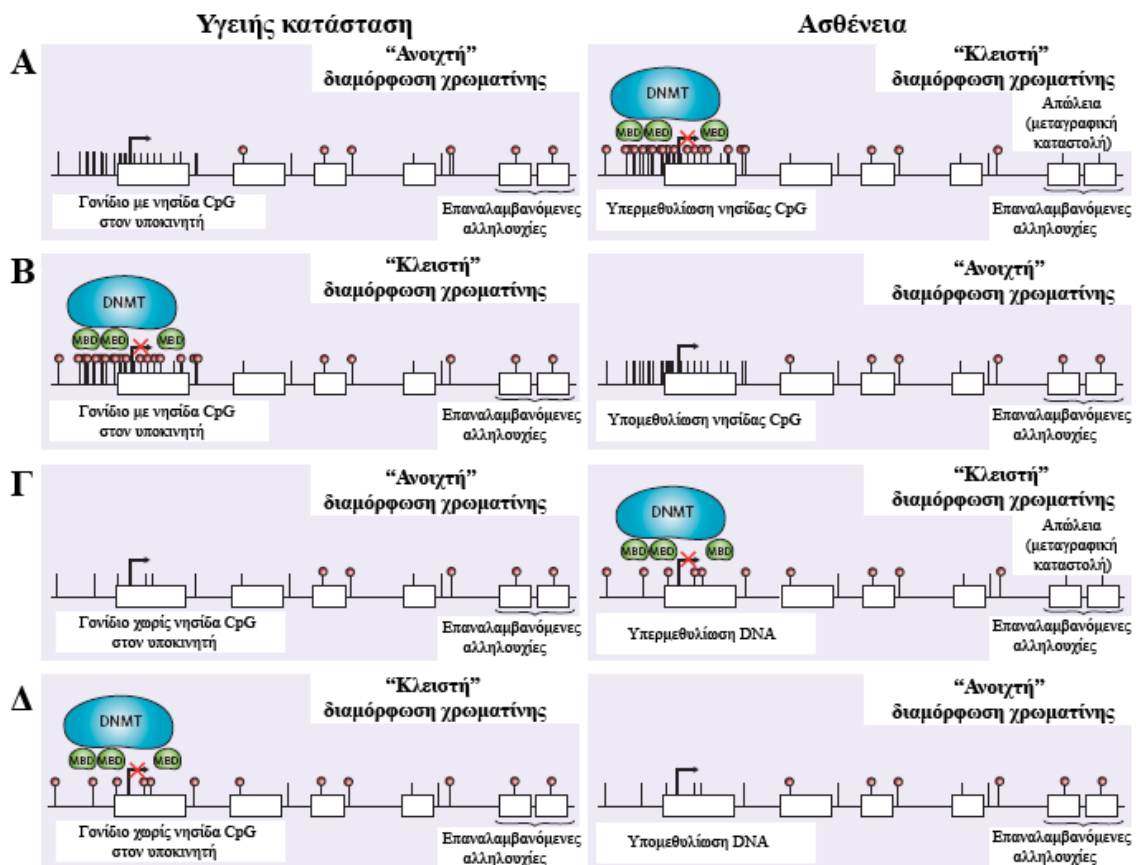 Υγειής κατάσταση
Ασθένεια
Α
“Ανοιχτή”
διαμόρφωση χρωματίνης
Γονίδιο με νησίδα CpG
στον υποκινητή
Επαναλαμβανόμενες
αλληλουχίες
“Κλειστή”
διαμόρφωση χρωματίνης
DNMT
MBD MBD MBD
Απώλεια
(μεταγραφική
καταστολή)
Υπερμεθυλίωση νησίδας CpG
Επαναλαμβανόμενες
αλληλουχίες
Β
“Κλειστή”
διαμόρφωση χρωματίνης
DNMT
MBD MBD MBD
Γονίδιο με νησίδα CpG
στον υποκινητή
Επαναλαμβανόμενες
αλληλουχίες
“Ανοιχτή”
διαμόρφωση χρωματίνης
Υπομεθυλίωση νησίδας CpG
Επαναλαμβανόμενες
αλληλουχίες
Γ
“Ανοιχτή”
διαμόρφωση χρωματίνης
Γονίδιο χωρίς νησίδα CpG
στον υποκινητή
Επαναλαμβανόμενες
αλληλουχίες
“Κλειστή”
διαμόρφωση χρωματίνης
DNMT
MBD MBD MBD
Απώλεια
(μεταγραφική
καταστολή)
Υπερμεθυλίωση DNA
Επαναλαμβανόμενες
αλληλουχίες
Δ
“Κλειστή”
διαμόρφωση χρωματίνης
DNMT
MBD MBD MBD
Γονίδιο χωρίς νησίδα CpG
στον υποκινητή
Επαναλαμβανόμενες
αλληλουχίες
“Ανοιχτή”
διαμόρφωση χρωματίνης
Υπομεθυλίωση DNA
Επαναλαμβανόμενες
αλληλουχίες